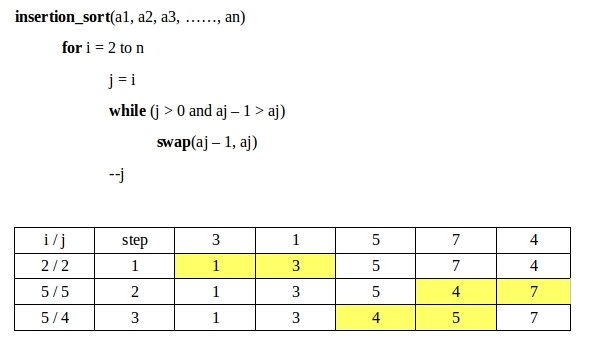 insertion_sort(a1, a2, a3, ……, an)
for i = 2 to n
j = i
while (j > 0 and aj – 1 > aj)
swap(aj – 1, aj)
--j
i / j step 3 1 5 7 4
2 / 2 1 1 3 5 7 4
5 / 5 2 1 3 5 4 7
5 / 4 3 1 3 4 5 7